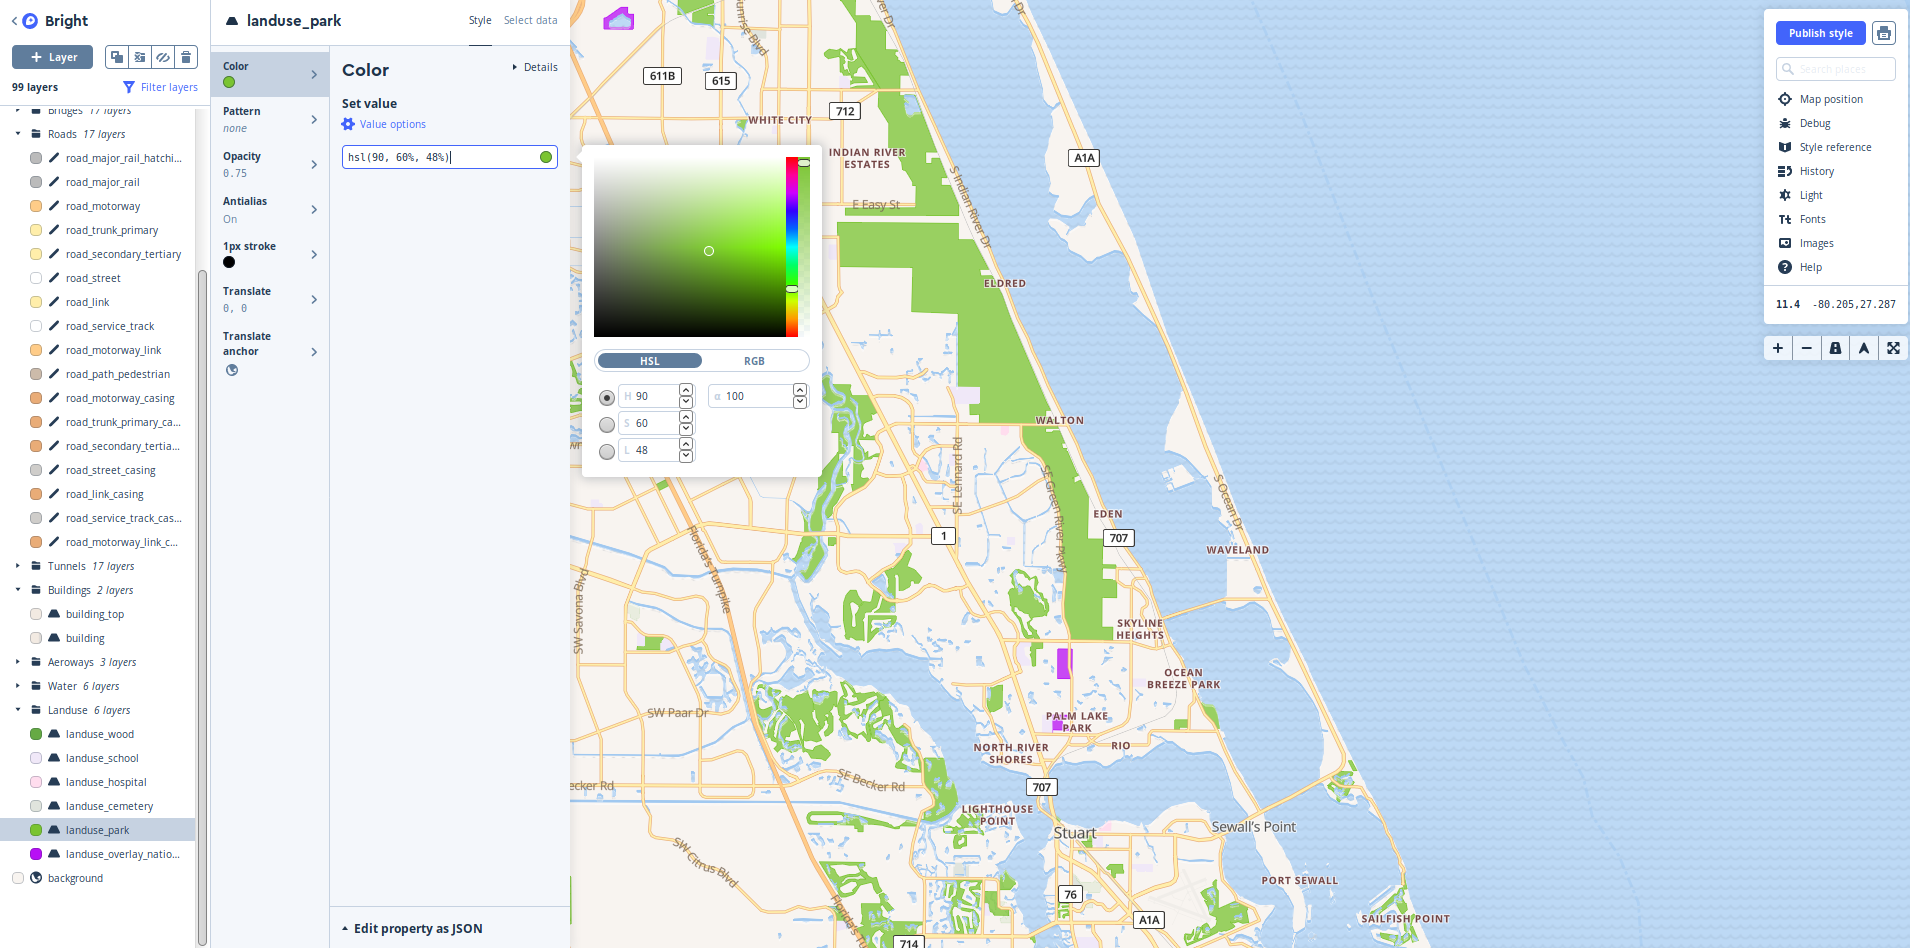 Bright
Layer
99 layers
Filter layers
Bridges 17 layers
Roads 17 layers
road_major_rail_hatchi...
road_major_rail
road_motorway
road_trunk_primary
road_secondary_tertiary
road_street
road_link
road_service_track
road_motorway_link
road_path_pedestrian
road_motorway_casing
road_trunk_primary_ca...
road_secondary_tertia...
road_street_casing
road_link_casing
road_service_track_cas...
road_motorway_link_c...
Tunnels 17 layers
Buildings 2 layers
building_top
building
Aeroways 3 layers
Water 6 layers
Landuse 6 layers
landuse_wood
landuse_school
landuse_hospital
landuse_cemetery
landuse_park
landuse_overlay_natio...
background
landuse_park
Style
Select data
Color
Pattern
none
Opacity
0.75
Antialias
On
1px stroke
Translate
0, 0
Translate
anchor
Color
Details
Set value
Value options
hsl(90, 60%, 48%)
Edit property as JSON
HSL
RGB
H 90
α 100
S 60
L 48
611B
615
712
WHITE CITY
INDIAN RIVER
ESTATES
A1A
E Easy St
S Indian River Dr
ELDRED
WALTON
SE Lennard Rd
SE Green River Pkwy
S Ocean Dr
EDEN
1
707
WAVELAND
Florida's Turnpike
SW Savona Blvd
SKYLINE
HEIGHTS
OCEAN
BREEZE PARK
SW Paar Dr
PALM LAKE
PARK
NORTH RIVER
SHORES
RIO
ecker Rd
SE Becker Rd
707
LIGHTHOUSE
POINT
Stuart
Sewall's Point
SW Citrus Blvd
PORT SEWALL
76
A1A
SAILFISH POINT
Florida's Tu
714
Publish style
Search places
Map position
Debug
Style reference
History
Light
Fonts
Images
Help
11.4 -80.205,27.287